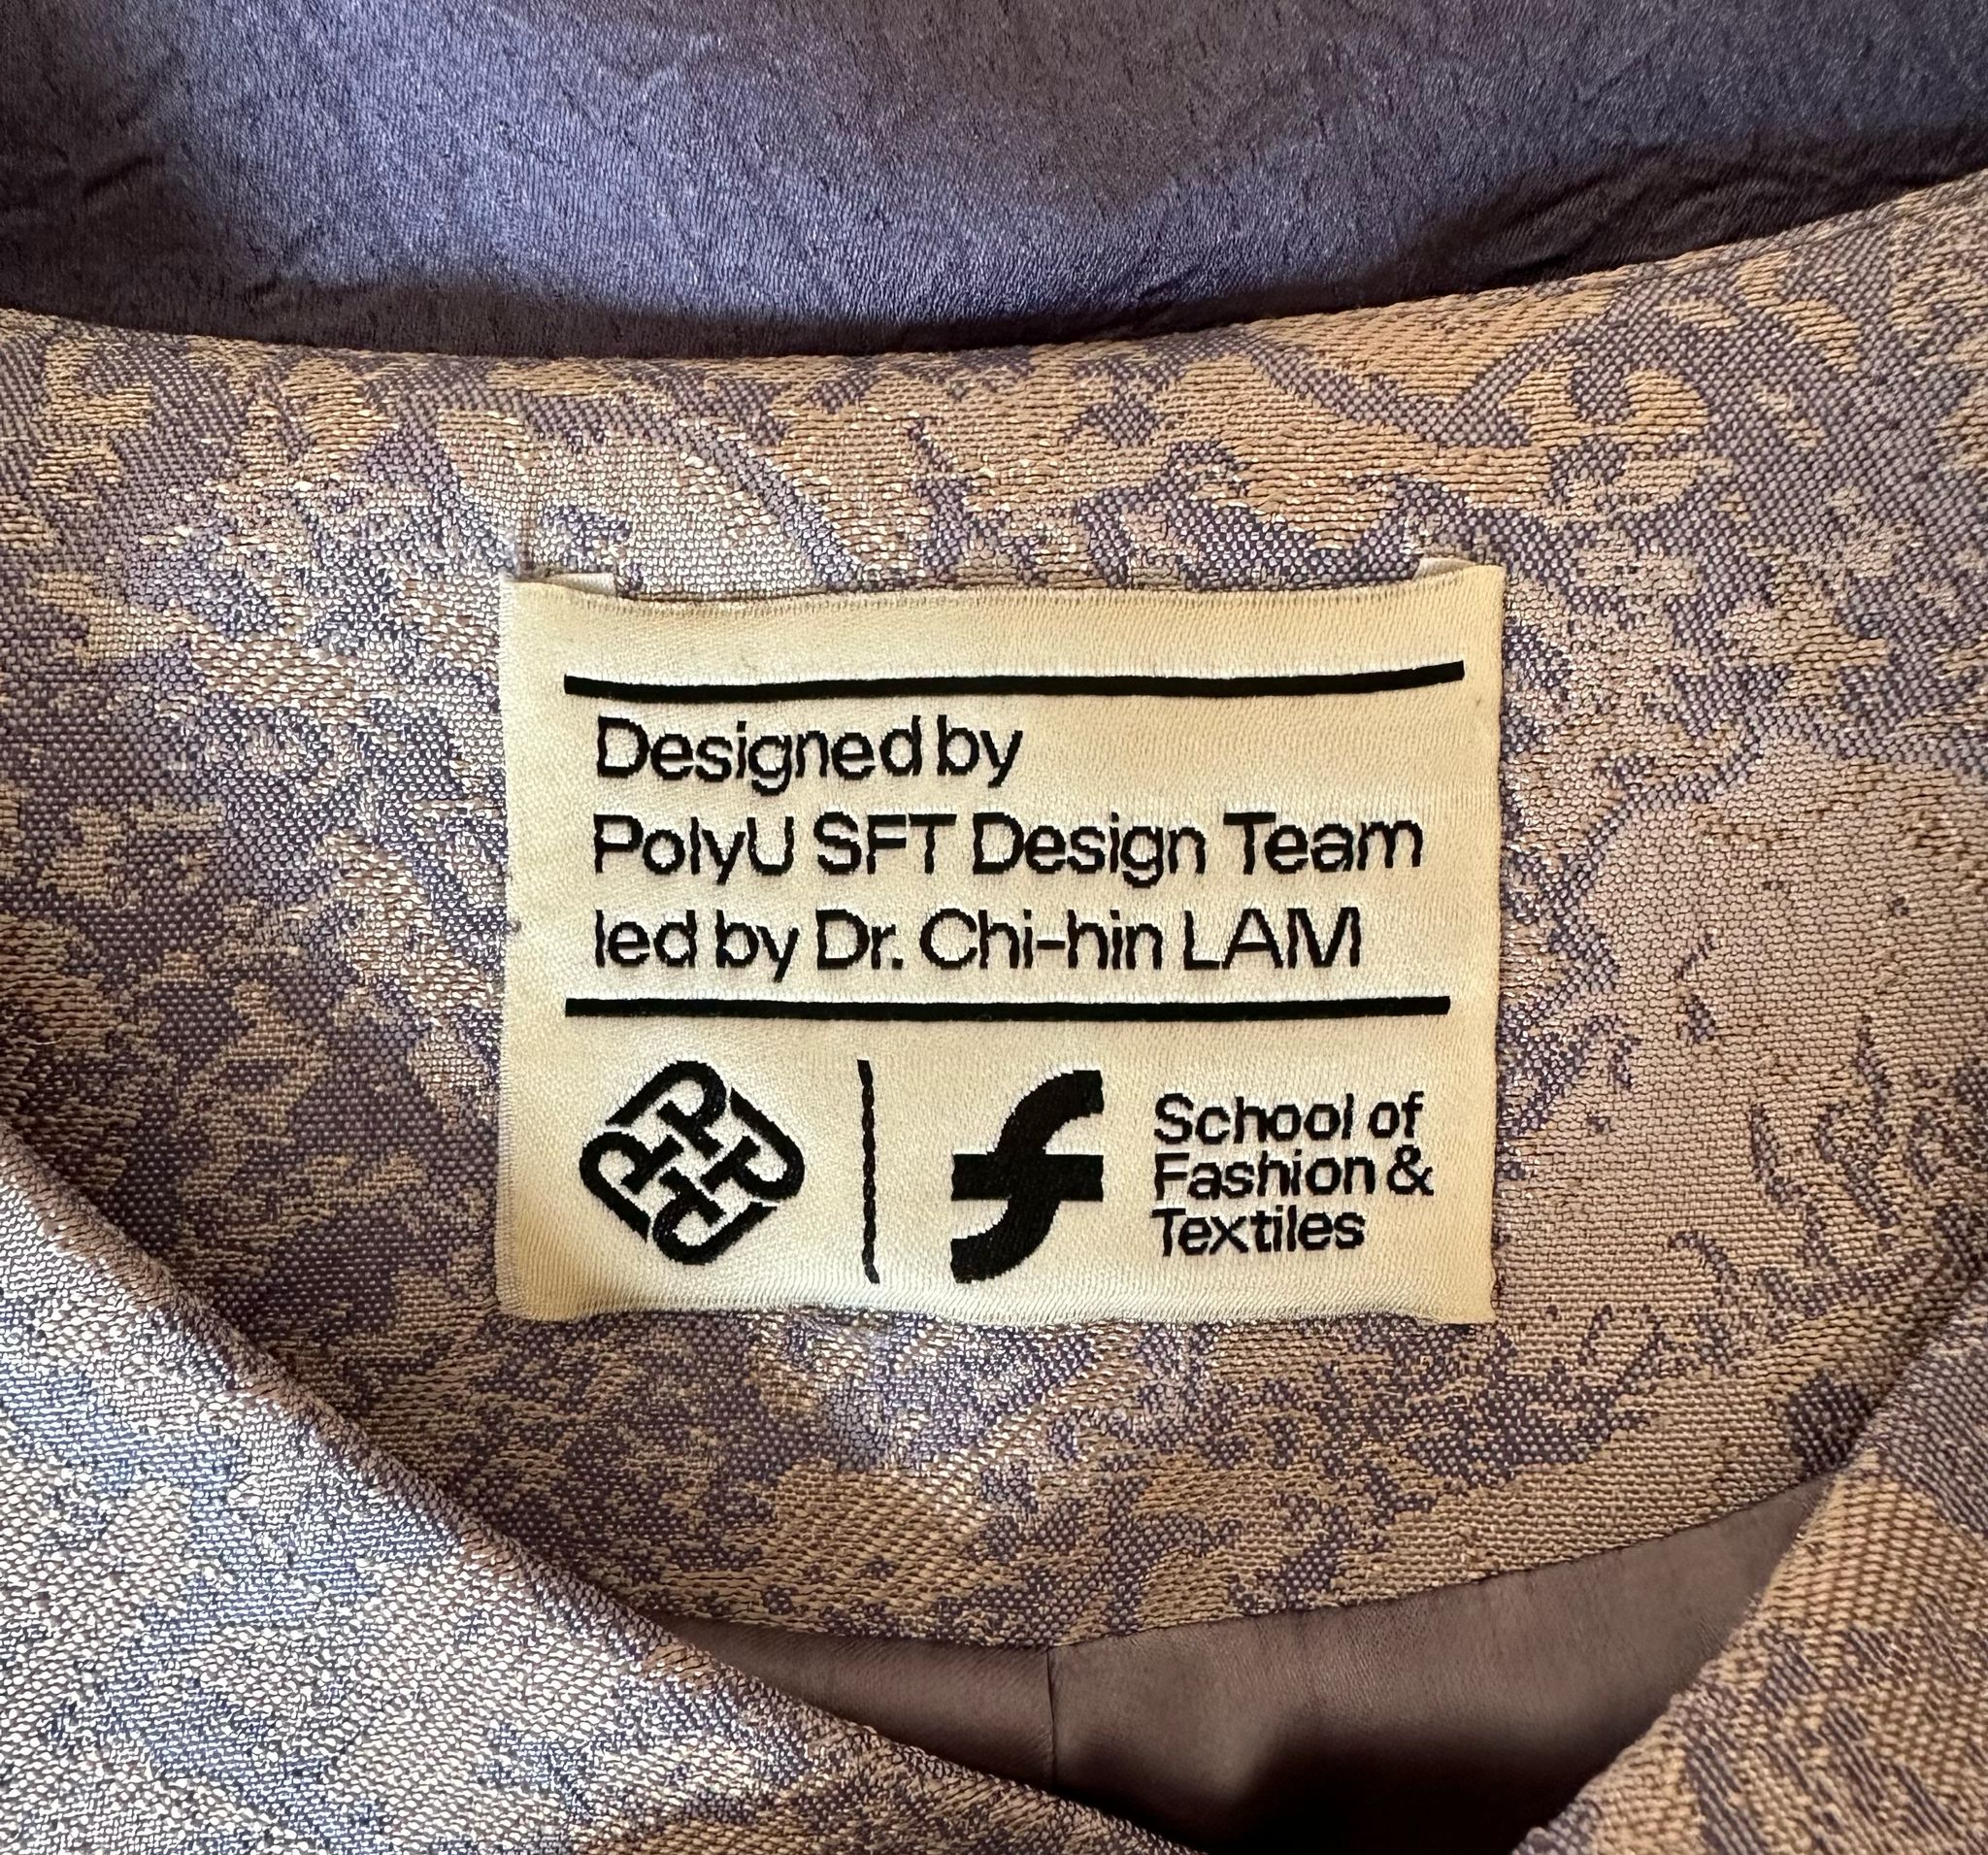 Designed by
PolyU SFT Design Team
led by Dr. Chi-hin LAM
School of
Fashion &
Textiles